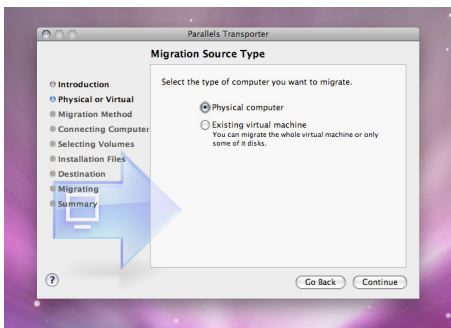 Parallels Transporter
Migration Source Type
Introduction
Physical or Virtual
Migration Method
Connecting Computer
Selecting Volumes
Installation Files
Destination
Migrating
Summary
Select the type of computer you want to migrate.
Physical computer
Existing virtual machine
You can migrate the whole virtual machine or only
some of it disks.
?
Go Back
Continue